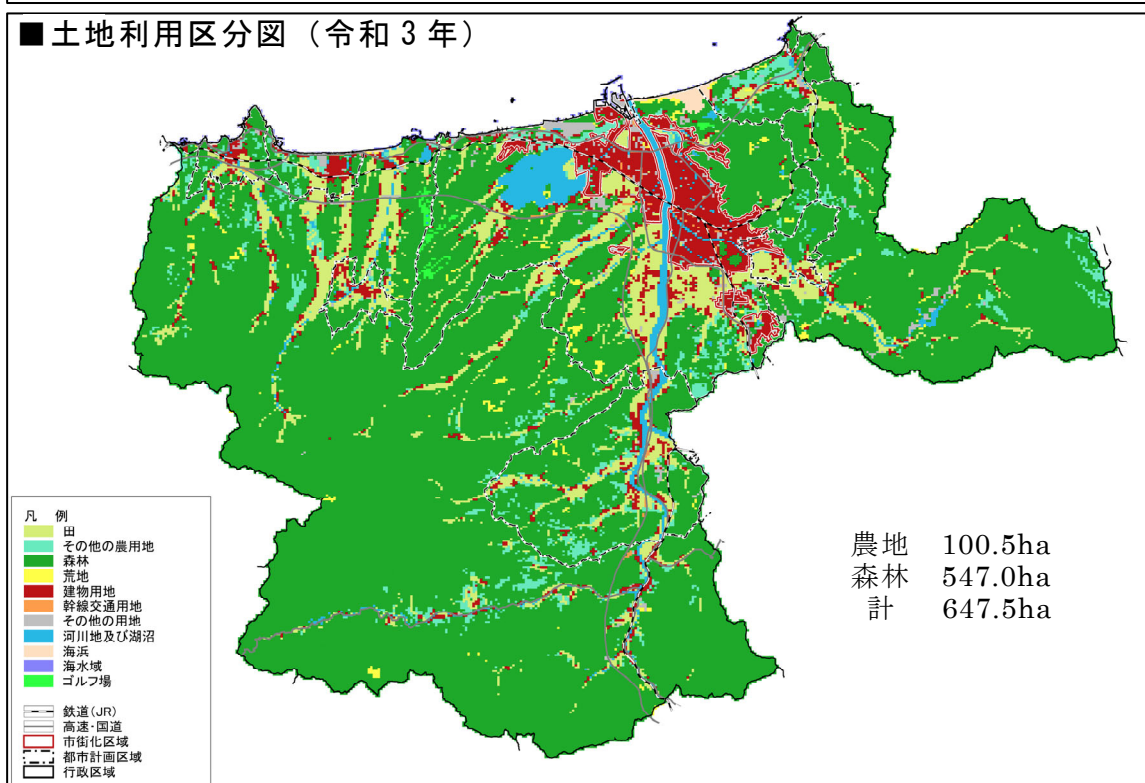 ■土地利用区分図（令和３年）
凡 例
田
その他の農用地
森林
荒地
建物用地
幹線交通用地
その他の用地
河川地及び湖沼
海浜
海水域
ゴルフ場
鉄道(JR)
高速・国道
市街化区域
都市計画区域
行政区域
農地 100.5ha
森林 547.0ha
計 647.5ha